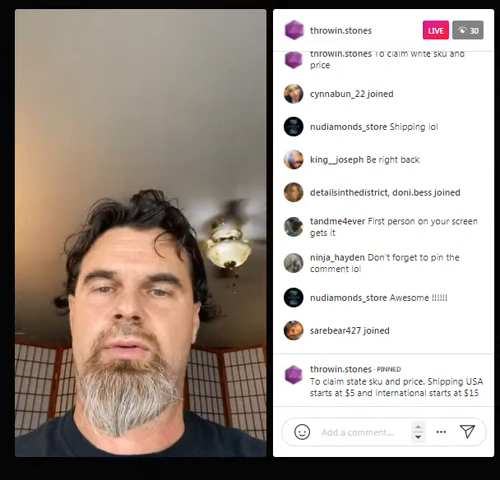 throwin.stones
LIVE
30
throwin.stones To claim write sku and
price
cynnabun_22 joined
nudiamonds_store Shipping lol
king__joseph Be right back
detailsinthedistrict, doni.bess joined
tandme4ever First person on your screen
gets it
ninja_hayden Don't forget to pin the
comment lol
nudiamonds_store Awesome !!!!!!
sarebear427 joined
throwin.stones · PINNED
To claim state sku and price. Shipping USA
starts at $5 and international starts at $15
Add a comment...